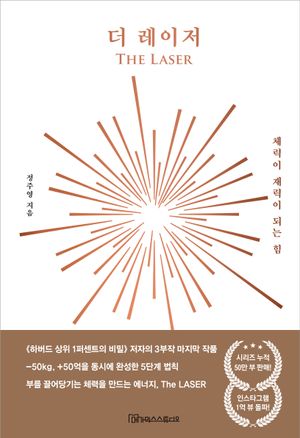 더 레이저
THE LASER
체력이 재력이 되는 힘
정주영 지음
《하버드 상위 1퍼센트의 비밀》 저자의 3부작 마지막 작품
−50kg, +50억을 동시에 완성한 5단계 법칙
부를 끌어당기는 체력을 만드는 에너지, The LASER
시리즈 누적
50만 부 판매!
인스타그램
1억 뷰 돌파!